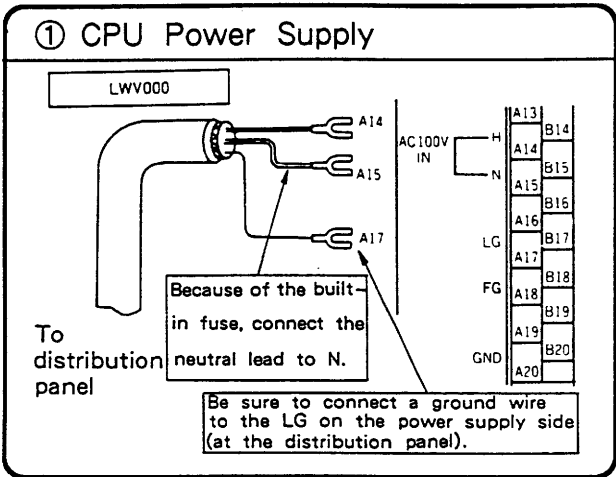 ① CPU Power Supply
LWV000
A14
A15
A17
Because of the built-
in fuse, connect the
neutral lead to N.
To
distribution
panel
Be sure to connect a ground wire
to the LG on the power supply side
(at the distribution panel).
AC100V
IN
H
N
LG
FG
GND
A13
B14
A14
B15
A15
B16
A16
B17
A17
B18
A18
B19
A19
B20
A20